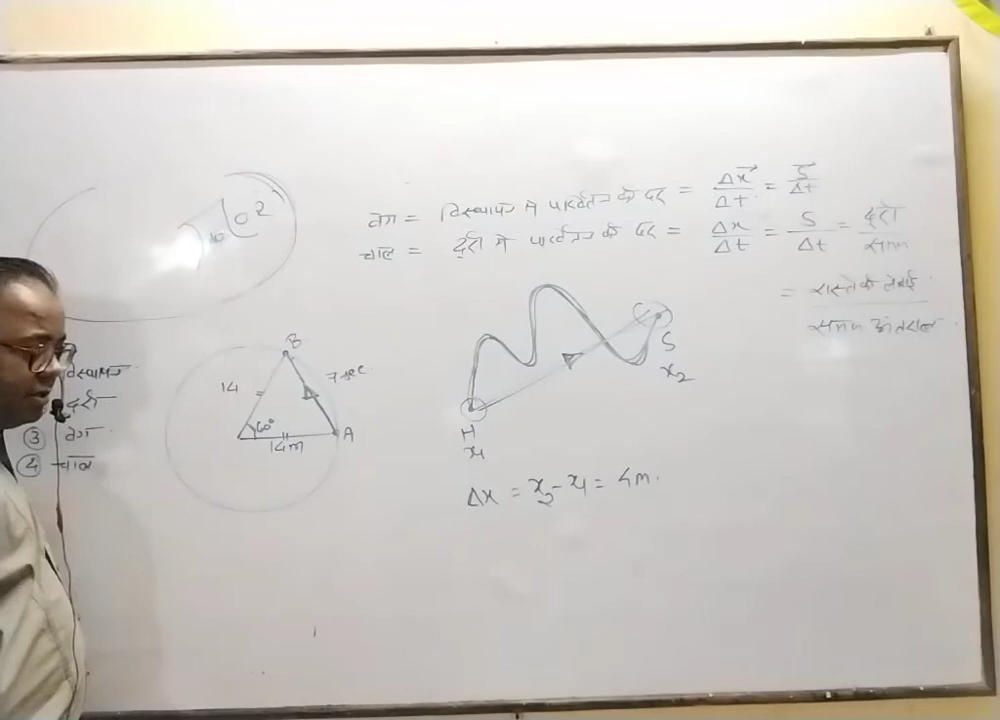 वेग = विस्थापन मे परिवर्तन की दर = Δx⃗/Δt = S⃗/Δt
चाल = दूरी मे परिवर्तन की दर = Δx/Δt = S/Δt = दूरी/समय
= रास्ते की लंबाई/समय अंतराल
विस्थापन
दूरी
③ वेग
④ चाल
B
14
7 sec
60°
14m
A
S
x₂
H
x₁
Δx = x₂ - x₁ = 4m.